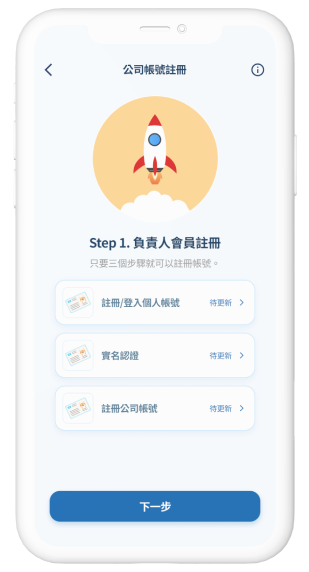 公司帳號註冊
Step 1. 負責人會員註冊
只要三個步驟就可以註冊帳號。
註冊/登入個人帳號
待更新
實名認證
待更新
註冊公司帳號
待更新
下一步